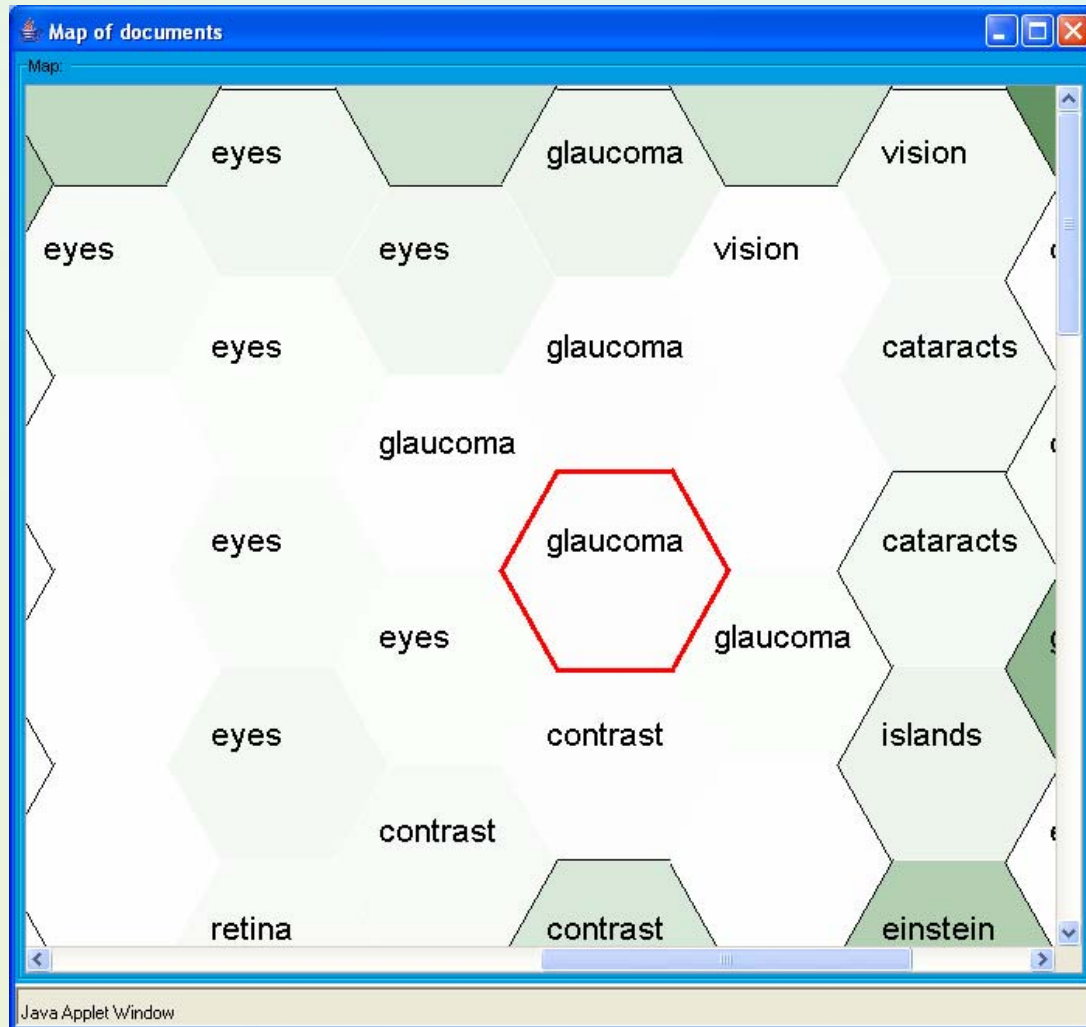 Map of documents
Map:
eyes glaucoma vision
eyes eyes vision
eyes glaucoma cataracts
glaucoma
eyes glaucoma cataracts
eyes glaucoma
eyes contrast islands
contrast
retina contrast einstein
Java Applet Window